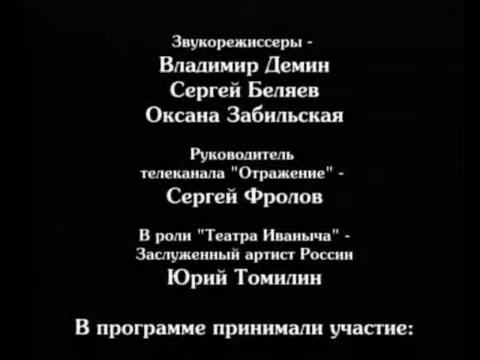 Звукорежиссеры -
Владимир Демин
Сергей Беляев
Оксана Забильская
Руководитель
телеканала "Отражение" -
Сергей Фролов
В роли "Театра Иваныча" -
Заслуженный артист России
Юрий Томилин
В программе принимали участие: